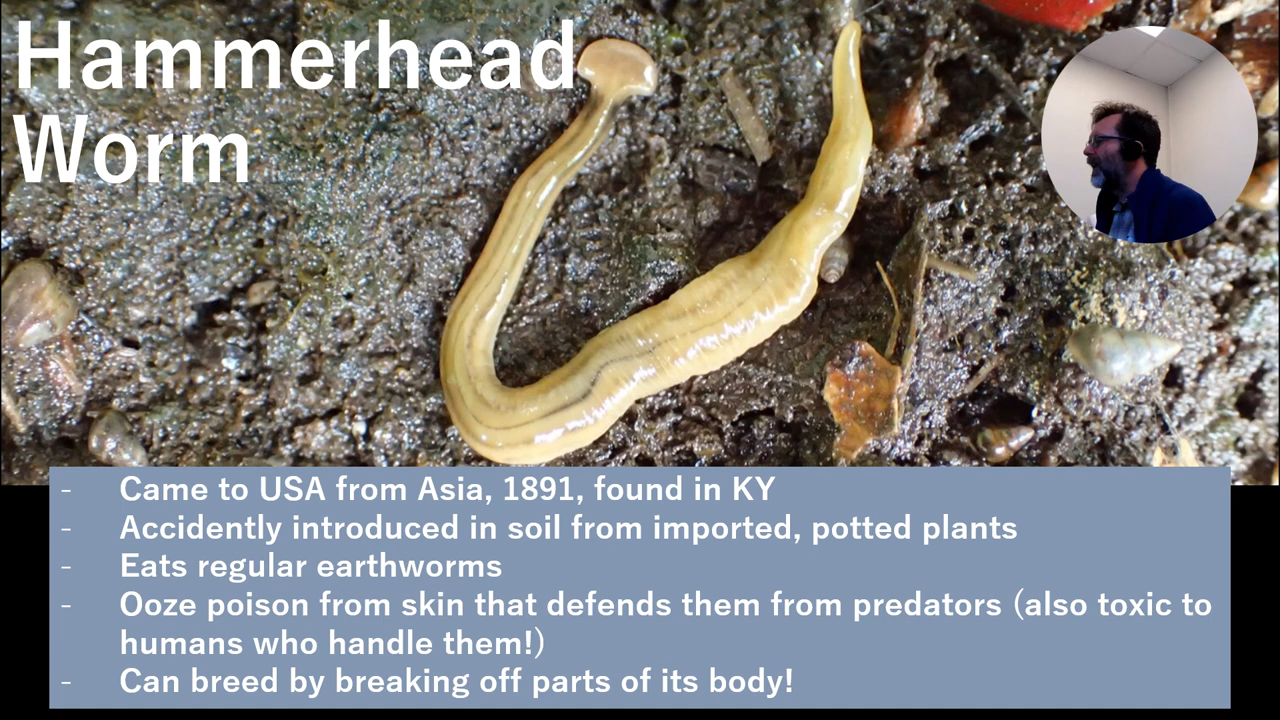 Hammerhead
Worm
- Came to USA from Asia, 1891, found in KY
- Accidently introduced in soil from imported, potted plants
- Eats regular earthworms
- Ooze poison from skin that defends them from predators (also toxic to
humans who handle them!)
- Can breed by breaking off parts of its body!